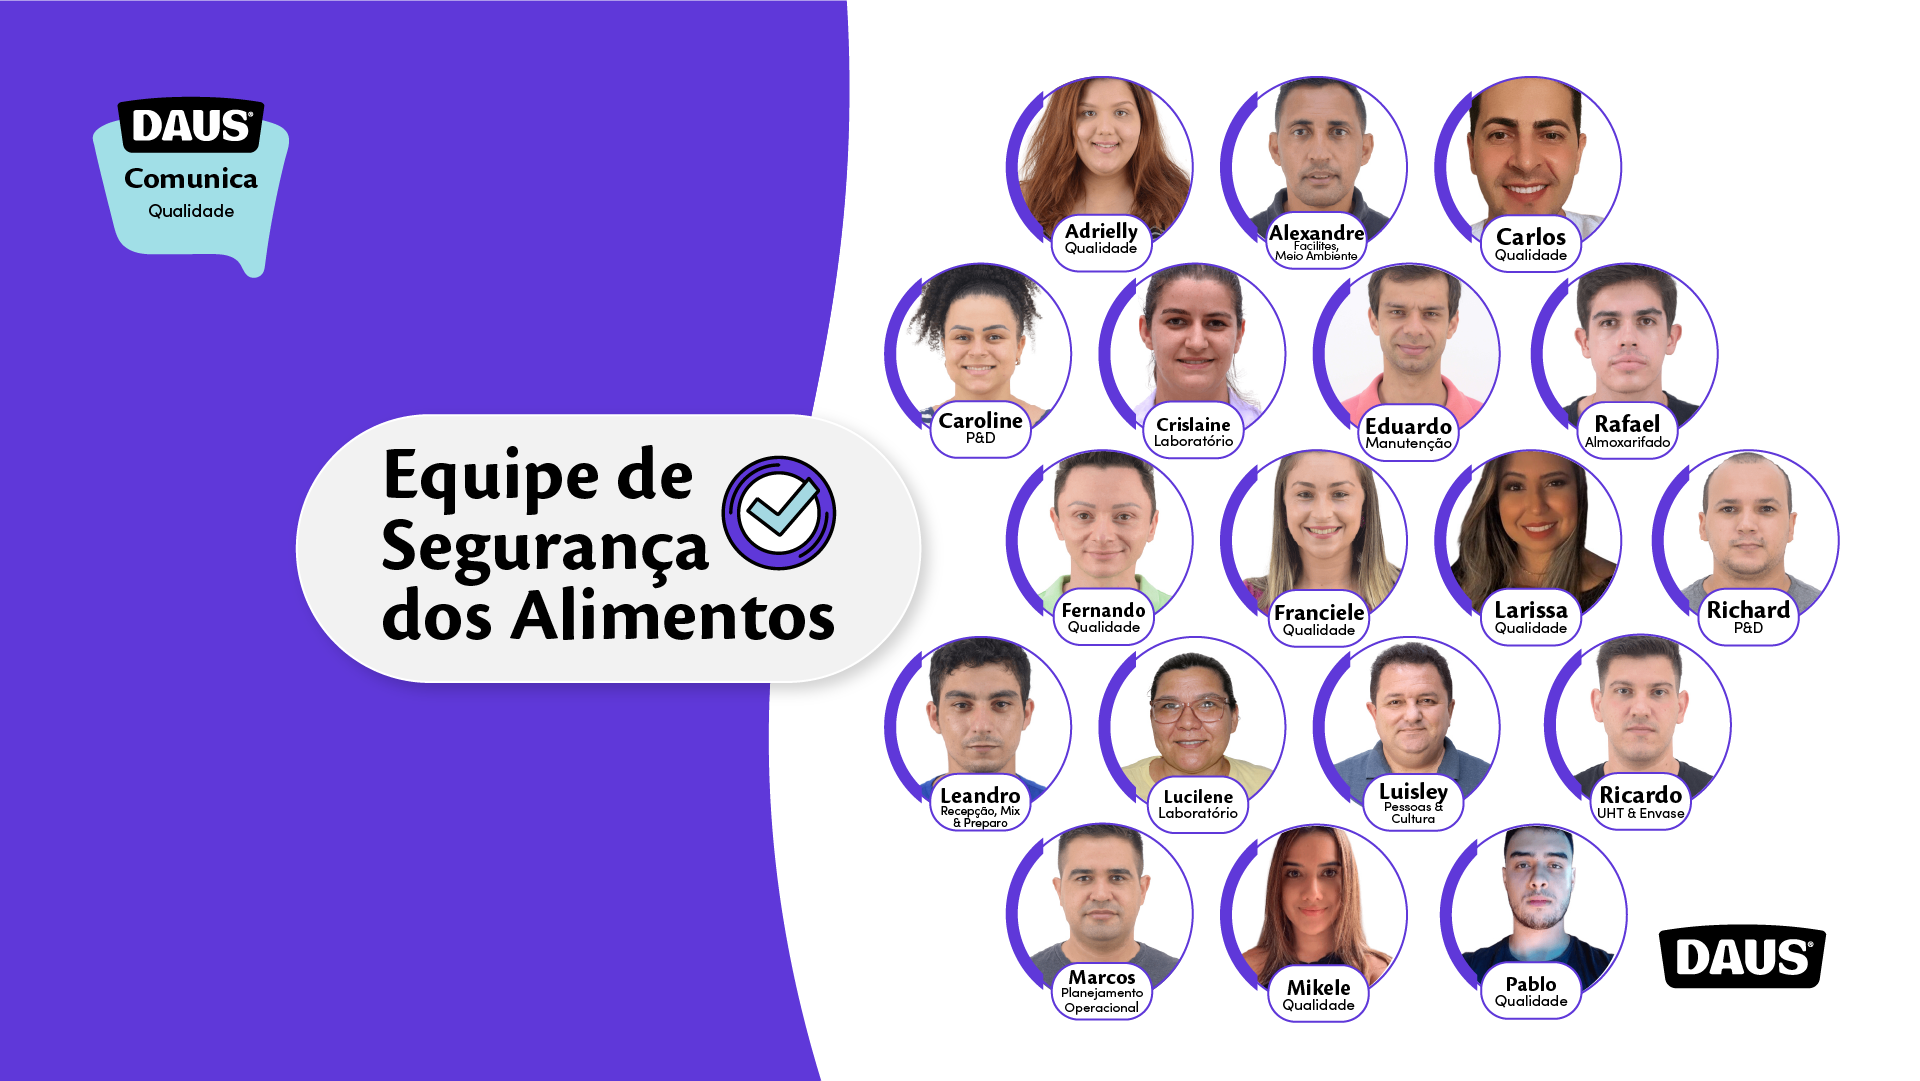 DAUS®
Comunica
Qualidade
Equipe de
Segurança
dos Alimentos
Adrielly
Qualidade
Alexandre
Facilites,
Meio Ambiente
Carlos
Qualidade
Caroline
P&D
Crislaine
Laboratório
Eduardo
Manutenção
Rafael
Almoxarifado
Fernando
Qualidade
Franciele
Qualidade
Larissa
Qualidade
Richard
P&D
Leandro
Recepção, Mix
& Preparo
Lucilene
Laboratório
Luisley
Pessoas &
Cultura
Ricardo
UHT & Envase
Marcos
Planejamento
Operacional
Mikele
Qualidade
Pablo
Qualidade
DAUS®